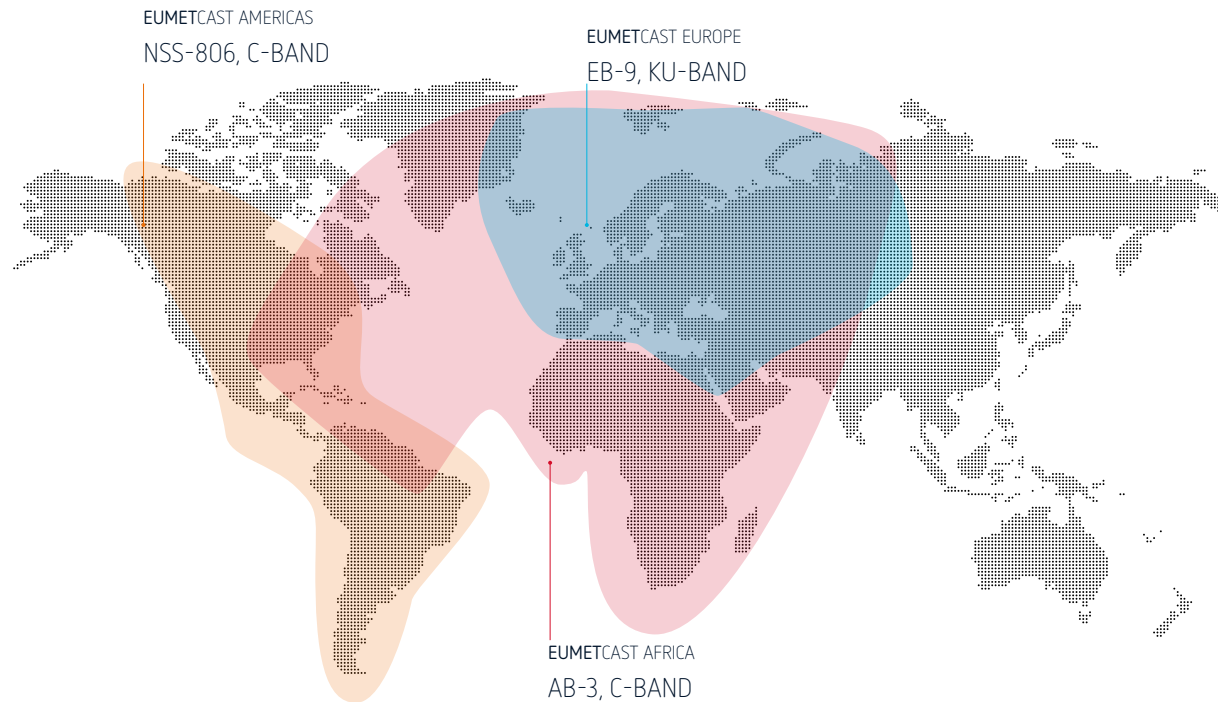 EUMETCAST AMERICAS
NSS-806, C-BAND
EUMETCAST EUROPE
EB-9, KU-BAND
EUMETCAST AFRICA
AB-3, C-BAND